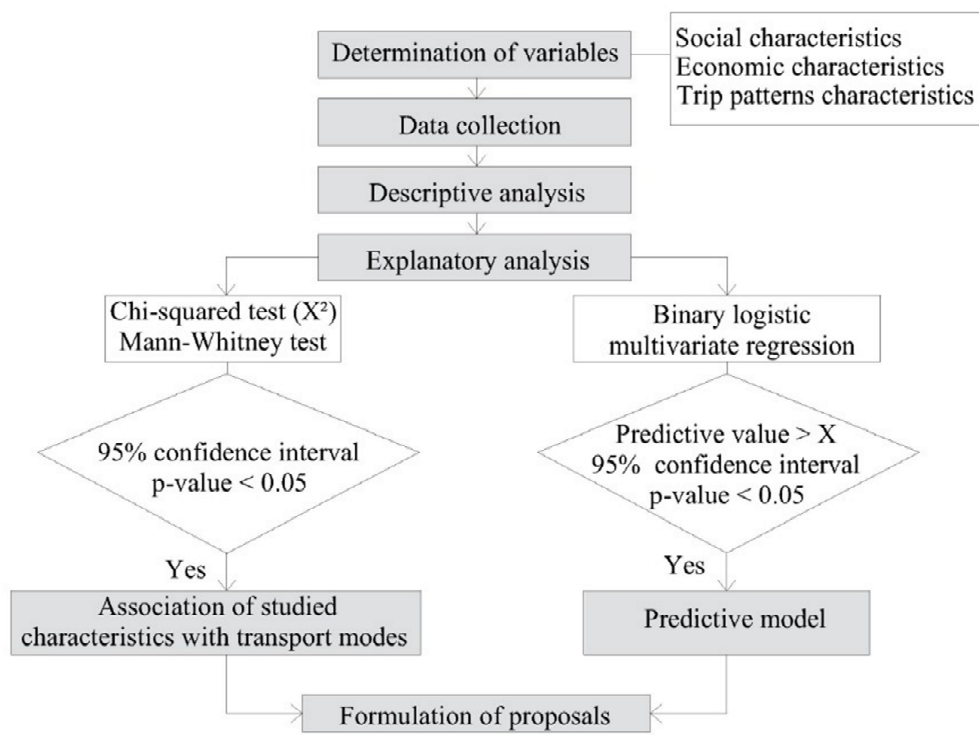 Determination of variables
Social characteristics
Economic characteristics
Trip patterns characteristics
Data collection
Descriptive analysis
Explanatory analysis
Chi-squared test (X²)
Mann-Whitney test
Binary logistic
multivariate regression
95% confidence interval
p-value < 0.05
Predictive value > X
95% confidence interval
p-value < 0.05
Yes
Yes
Association of studied
characteristics with transport modes
Predictive model
Formulation of proposals